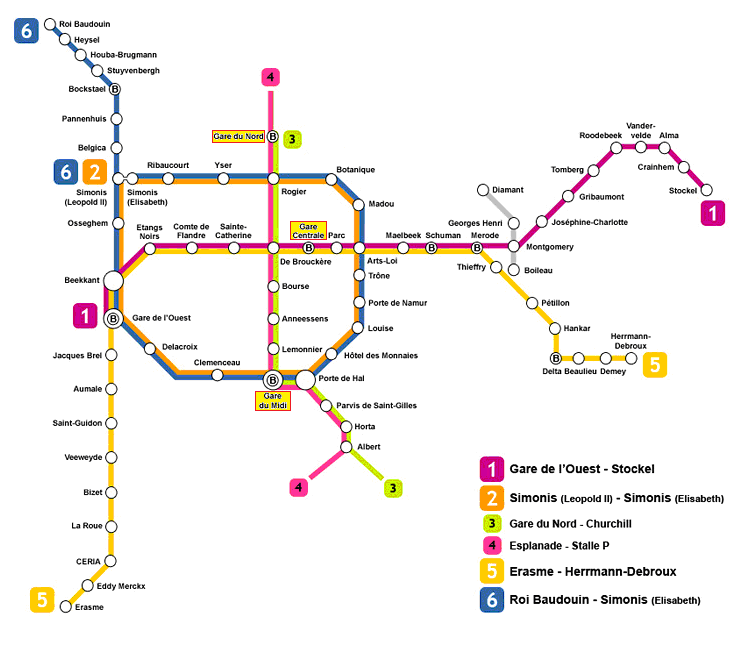 6
Roi Baudouin
Heysel
Houba-Brugmann
Stuyvenbergh
Bockstael
B
Pannenhuis
Belgica
6
2
Simonis
(Leopold II)
Simonis
(Elisabeth)
Ribaucourt
Yser
4
Gare du Nord
B
3
Rogier
Botanique
Madou
Osseghem
Etangs
Noirs
Comte de
Flandre
Sainte-
Catherine
De Brouckère
Gare
Centrale
B
Parc
Arts-Loi
Maelbeek
Schuman
B
Merode
B
Montgomery
Diamant
Georges Henri
Boileau
Joséphine-Charlotte
Gribaumont
Tomberg
Roodebeek
Vander-
velde
Alma
Crainhem
Stockel
1
Beekkant
1
B
Gare de l'Ouest
Trône
Porte de Namur
Louise
Hôtel des Monnaies
Bourse
Anneessens
Lemonnier
B
Gare
du Midi
Porte de Hal
Delacroix
Clemenceau
Thieffry
Pétillon
Hankar
B
Delta
Beaulieu
Demey
Herrmann-
Debroux
5
Parvis de Saint-Gilles
Horta
Albert
4
3
Jacques Brel
Aumale
Saint-Guidon
Veeweyde
Bizet
La Roue
CERIA
Eddy Merckx
5
Erasme
1 Gare de l'Ouest - Stockel
2 Simonis (Leopold II) - Simonis (Elisabeth)
3 Gare du Nord - Churchill
4 Esplanade - Stalle P
5 Erasme - Herrmann-Debroux
6 Roi Baudouin - Simonis (Elisabeth)